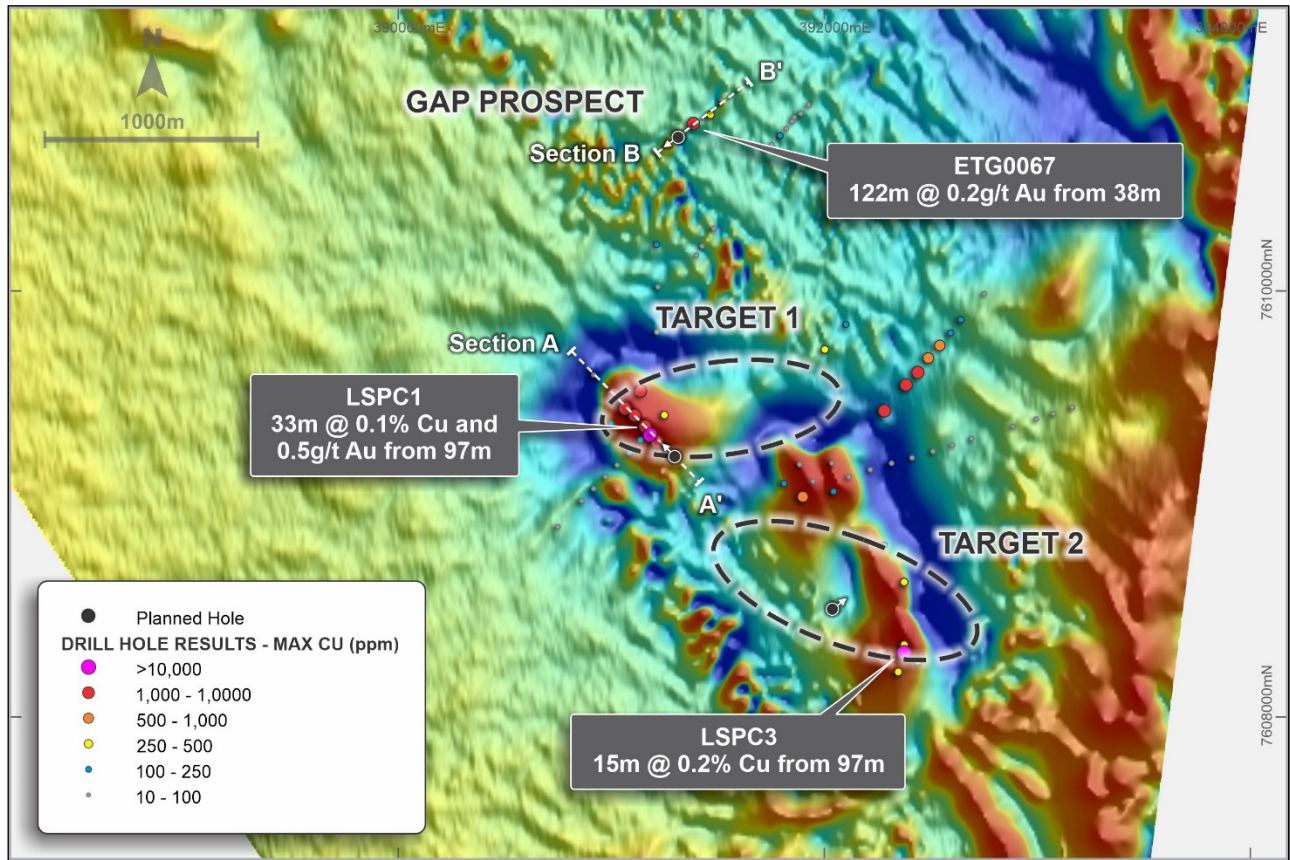 390000mE
392000mE
394000mE
N
1000m
GAP PROSPECT
B'
Section B
ETG0067
122m @ 0.2g/t Au from 38m
7610000mN
TARGET 1
Section A
LSPC1
33m @ 0.1% Cu and
0.5g/t Au from 97m
A'
TARGET 2
Planned Hole
DRILL HOLE RESULTS - MAX CU (ppm)
>10,000
1,000 - 1,0000
500 - 1,000
250 - 500
100 - 250
10 - 100
LSPC3
15m @ 0.2% Cu from 97m
7608000mN